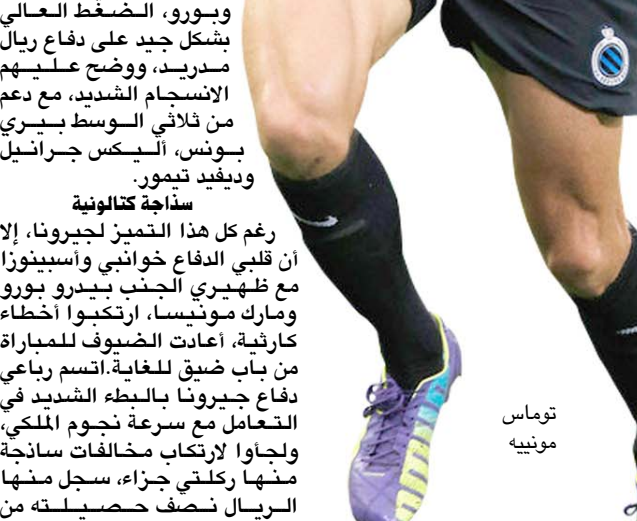 وبورو، الضغط العالي
بشكل جيد على دفاع ريال
مدريد، ووضح عليهم
الانسجام الشديد، مع دعم
من ثلاثي الوسط بيري
بونس، أليكس جرانيل
وديفيد تيمور.
سذاجة كتالونية
رغم كل هذا التميز لجيرونا، إلا
أن قلبي الدفاع خوانبي وأسبينوزا
مع ظهيري الجنب بيدرو بورو
ومارك مونيسا، ارتكبوا أخطاء
كارثية، أعادت الضيوف للمباراة
من باب ضيق للغاية.اتسم رباعي
دفاع جيرونا بالبطء الشديد في
التعامل مع سرعة نجوم الملكي،
ولجأوا لارتكاب مخالفات ساذجة
منها ركلتي جزاء، سجل منها
الريال نصف حصيلته من
توماس
مونييه